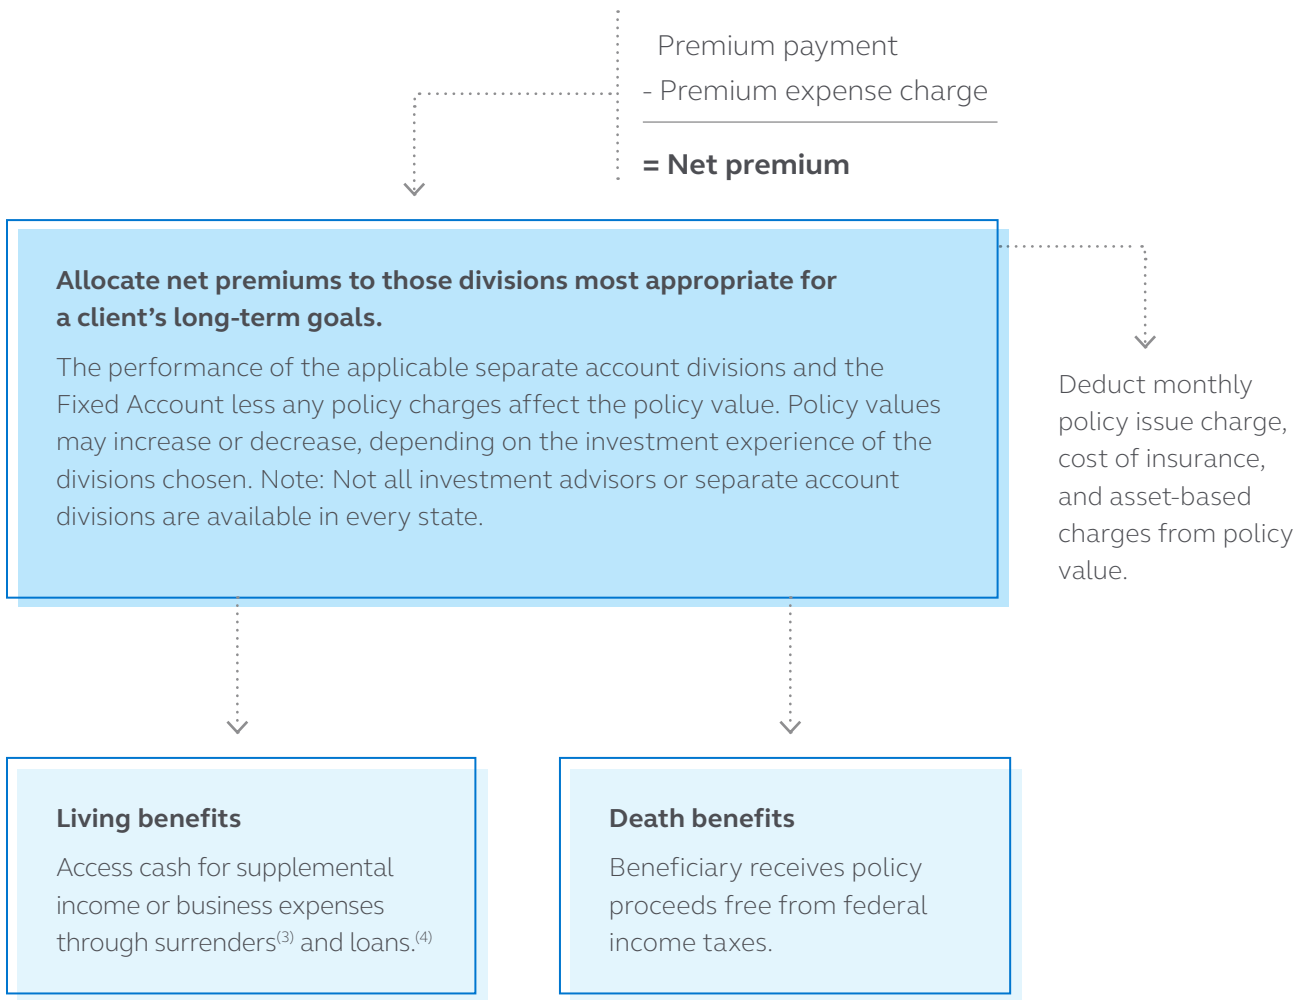 Premium payment
- Premium expense charge
= Net premium
Allocate net premiums to those divisions most appropriate for
a client’s long-term goals.
The performance of the applicable separate account divisions and the
Fixed Account less any policy charges affect the policy value. Policy values
may increase or decrease, depending on the investment experience of the
divisions chosen. Note: Not all investment advisors or separate account
divisions are available in every state.
Deduct monthly
policy issue charge,
cost of insurance,
and asset-based
charges from policy
value.
Living benefits
Access cash for supplemental
income or business expenses
through surrenders(3) and loans.(4)
Death benefits
Beneficiary receives policy
proceeds free from federal
income taxes.